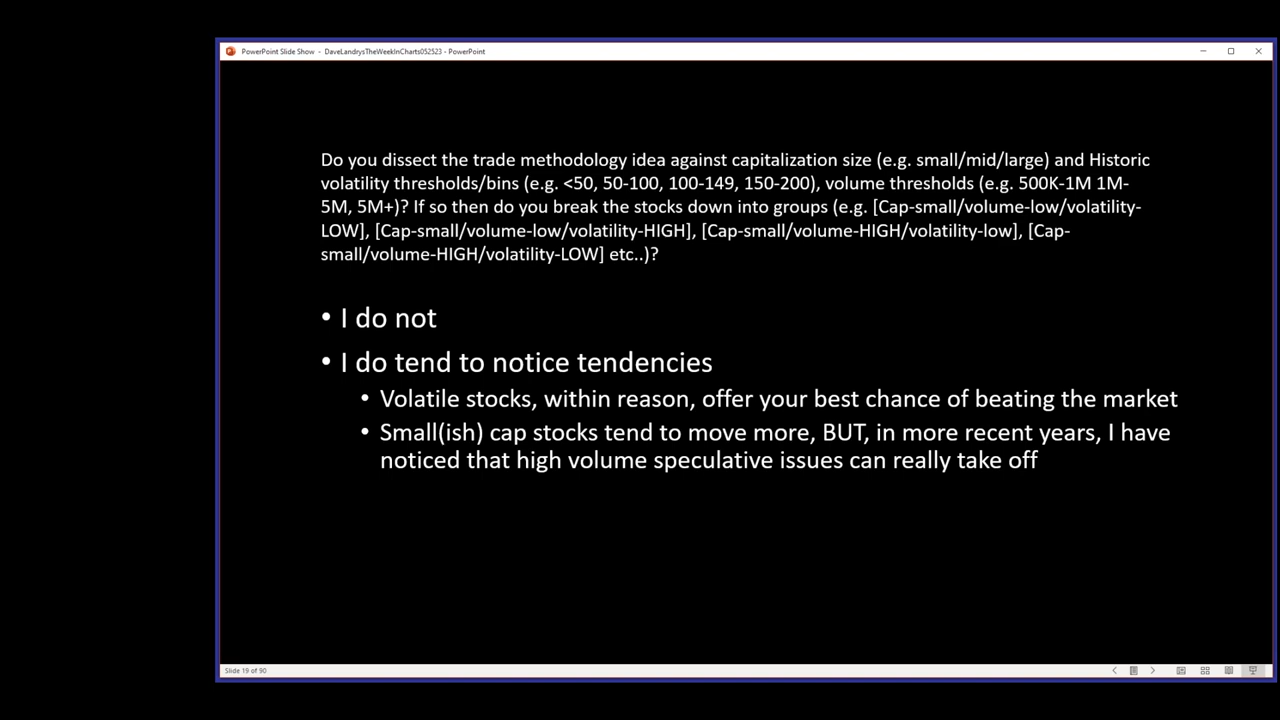 PowerPoint Slide Show - DaveLandrysTheWeekInCharts052523 - PowerPoint
Do you dissect the trade methodology idea against capitalization size (e.g. small/mid/large) and Historic
volatility thresholds/bins (e.g. <50, 50-100, 100-149, 150-200), volume thresholds (e.g. 500K-1M 1M-
5M, 5M+)? If so then do you break the stocks down into groups (e.g. [Cap-small/volume-low/volatility-
LOW], [Cap-small/volume-low/volatility-HIGH], [Cap-small/volume-HIGH/volatility-low], [Cap-
small/volume-HIGH/volatility-LOW] etc..)?
• I do not
• I do tend to notice tendencies
• Volatile stocks, within reason, offer your best chance of beating the market
• Small(ish) cap stocks tend to move more, BUT, in more recent years, I have
noticed that high volume speculative issues can really take off
Slide 19 of 90